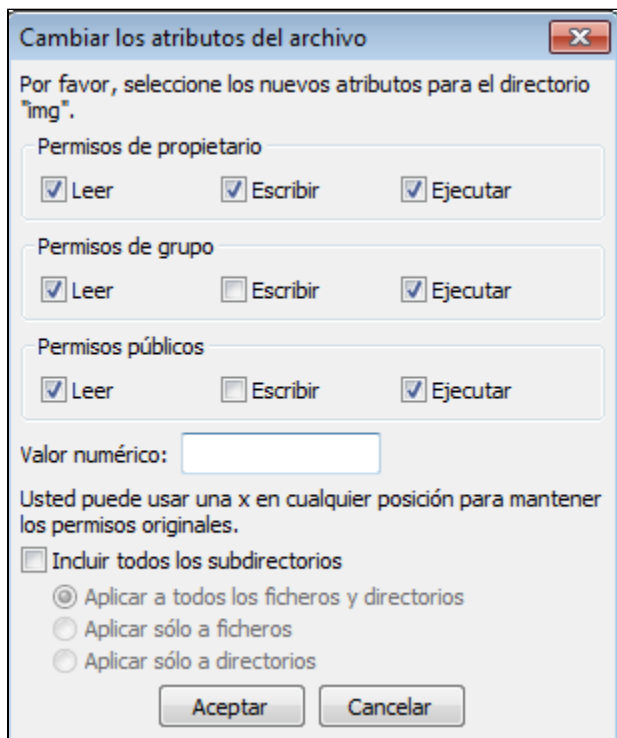 Cambiar los atributos del archivo
Por favor, seleccione los nuevos atributos para el directorio
"img".
Permisos de propietario
Leer Escribir Ejecutar
Permisos de grupo
Leer Escribir Ejecutar
Permisos públicos
Leer Escribir Ejecutar
Valor numérico:
Usted puede usar una x en cualquier posición para mantener
los permisos originales.
Incluir todos los subdirectorios
Aplicar a todos los ficheros y directorios
Aplicar sólo a ficheros
Aplicar sólo a directorios
Aceptar Cancelar